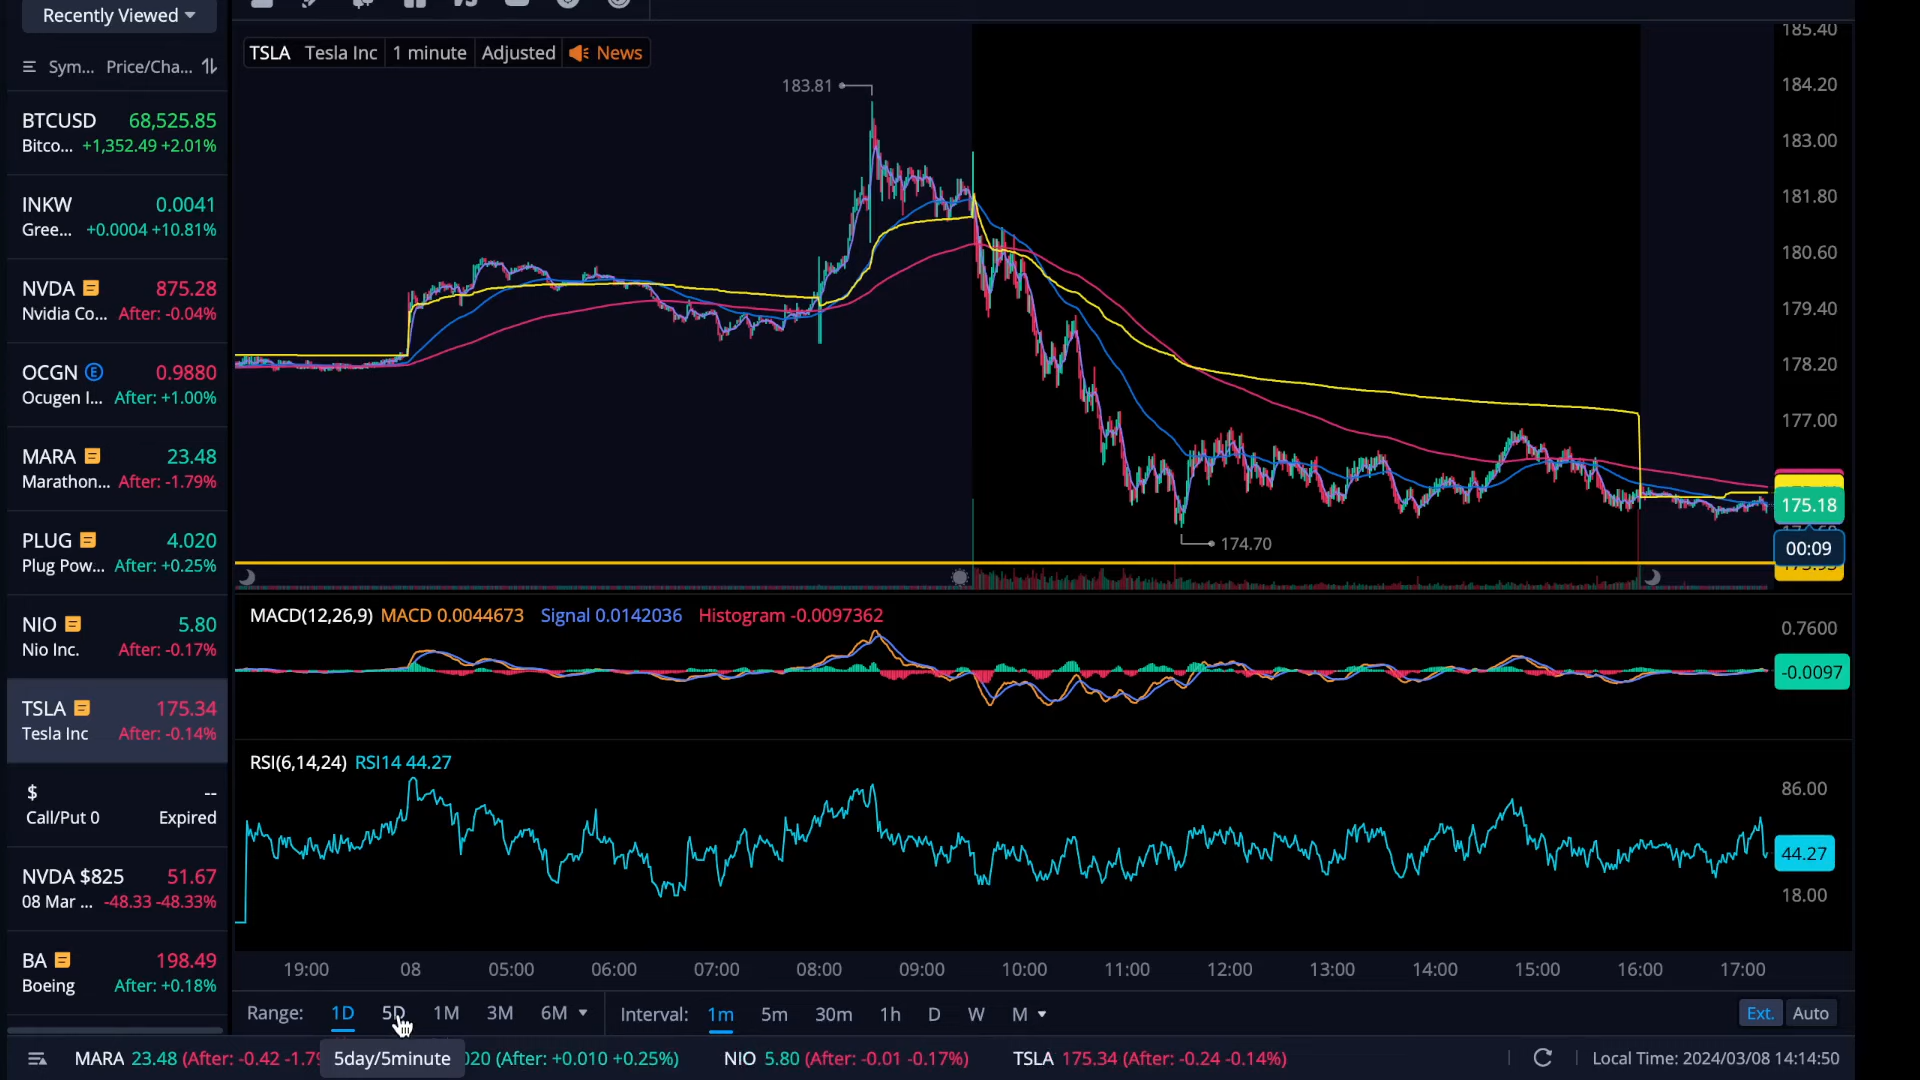 Recently Viewed
Sym... Price/Cha...
BTCUSD 68,525.85
Bitco... +1,352.49 +2.01%
INKW 0.0041
Gree... +0.0004 +10.81%
NVDA 875.28
Nvidia Co... After: -0.04%
OCGN E 0.9880
Ocugen I... After: +1.00%
MARA 23.48
Marathon... After: -1.79%
PLUG 4.020
Plug Pow... After: +0.25%
NIO 5.80
Nio Inc. After: -0.17%
TSLA 175.34
Tesla Inc After: -0.14%
$ --
Call/Put 0 Expired
NVDA $825 51.67
08 Mar ... -48.33 -48.33%
BA 198.49
Boeing After: +0.18%
TSLA Tesla Inc 1 minute Adjusted News
183.81
174.70
185.40
184.20
183.00
181.80
180.60
179.40
178.20
177.00
175.18
00:09
MACD(12,26,9) MACD 0.0044673 Signal 0.0142036 Histogram -0.0097362
0.7600
-0.0097
RSI(6,14,24) RSI14 44.27
86.00
44.27
18.00
19:00 08 05:00 06:00 07:00 08:00 09:00 10:00 11:00 12:00 13:00 14:00 15:00 16:00 17:00
Range: 1D 5D 1M 3M 6M Interval: 1m 5m 30m 1h D W M Ext. Auto
MARA 23.48 (After: -0.42 -1.79 5day/5minute 020 (After: +0.010 +0.25%) NIO 5.80 (After: -0.01 -0.17%) TSLA 175.34 (After: -0.24 -0.14%) Local Time: 2024/03/08 14:14:50